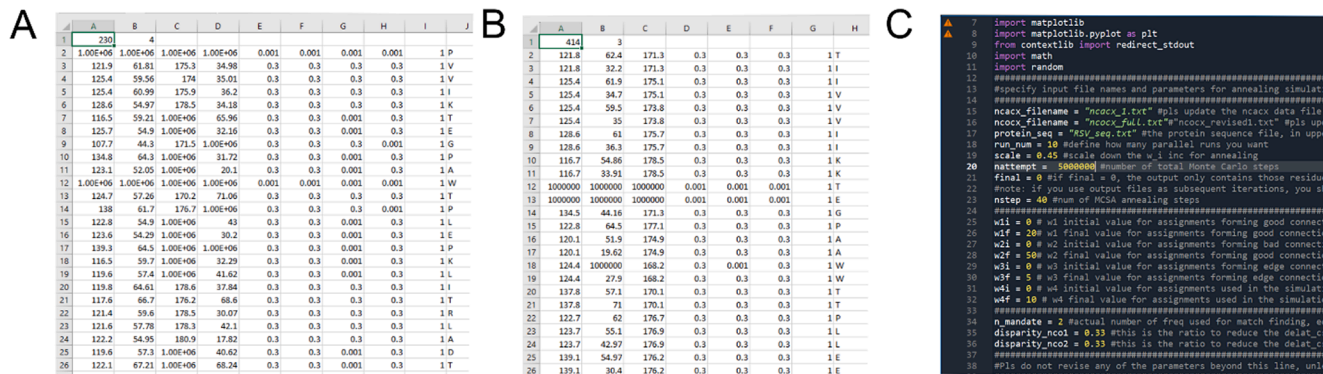 A
A B C D E F G H I J
1 230 4
2 1.00E+06 1.00E+06 1.00E+06 1.00E+06 0.001 0.001 0.001 0.001 1 P
3 121.9 61.81 175.3 34.98 0.3 0.3 0.3 0.3 1 V
4 125.4 59.56 174 35.01 0.3 0.3 0.3 0.3 1 V
5 125.4 60.99 175.9 36.2 0.3 0.3 0.3 0.3 1 I
6 128.6 54.97 178.5 34.18 0.3 0.3 0.3 0.3 1 K
7 116.5 59.21 1.00E+06 65.96 0.3 0.3 0.001 0.3 1 T
8 125.7 54.9 1.00E+06 32.16 0.3 0.3 0.001 0.3 1 E
9 107.7 44.3 171.5 1.00E+06 0.3 0.3 0.3 0.001 1 G
10 134.8 64.3 1.00E+06 31.72 0.3 0.3 0.001 0.3 1 P
11 123.1 52.05 1.00E+06 20.1 0.3 0.3 0.001 0.3 1 A
12 1.00E+06 1.00E+06 1.00E+06 1.00E+06 0.001 0.001 0.001 0.001 1 W
13 124.7 57.26 170.2 71.06 0.3 0.3 0.3 0.3 1 T
14 138 61.7 176.7 1.00E+06 0.3 0.3 0.3 0.001 1 P
15 122.8 54.9 1.00E+06 43 0.3 0.3 0.001 0.3 1 L
16 123.6 54.29 1.00E+06 30.2 0.3 0.3 0.001 0.3 1 E
17 139.3 64.5 1.00E+06 1.00E+06 0.3 0.3 0.001 0.001 1 P
18 116.5 59.7 1.00E+06 32.29 0.3 0.3 0.001 0.3 1 K
19 119.6 57.4 1.00E+06 41.62 0.3 0.3 0.001 0.3 1 L
20 119.8 64.61 178.6 37.84 0.3 0.3 0.3 0.3 1 I
21 117.6 66.7 176.2 68.6 0.3 0.3 0.3 0.3 1 T
22 121.4 59.6 178.5 30.07 0.3 0.3 0.3 0.3 1 R
23 121.6 57.78 178.3 42.1 0.3 0.3 0.3 0.3 1 L
24 122.2 54.95 180.9 17.82 0.3 0.3 0.3 0.3 1 A
25 119.6 57.3 1.00E+06 40.62 0.3 0.3 0.001 0.3 1 D
26 122.1 67.21 1.00E+06 68.24 0.3 0.3 0.001 0.3 1 T
B
A B C D E F G H
1 414 3
2 121.8 62.4 171.3 0.3 0.3 0.3 1 T
3 121.8 32.2 171.3 0.3 0.3 0.3 1 I
4 125.4 61.9 175.1 0.3 0.3 0.3 1 I
5 125.4 34.7 175.1 0.3 0.3 0.3 1 V
6 125.4 59.5 173.8 0.3 0.3 0.3 1 V
7 125.4 35 173.8 0.3 0.3 0.3 1 V
8 128.6 61 175.7 0.3 0.3 0.3 1 I
9 128.6 36.3 175.7 0.3 0.3 0.3 1 I
10 116.7 54.86 178.5 0.3 0.3 0.3 1 K
11 116.7 33.91 178.5 0.3 0.3 0.3 1 K
12 1000000 1000000 1000000 0.001 0.001 0.001 1 T
13 1000000 1000000 1000000 0.001 0.001 0.001 1 E
14 134.5 44.16 171.3 0.3 0.3 0.3 1 G
15 122.8 64.5 177.1 0.3 0.3 0.3 1 P
16 120.1 51.9 174.9 0.3 0.3 0.3 1 A
17 120.1 19.62 174.9 0.3 0.3 0.3 1 A
18 124.4 1000000 168.2 0.3 0.001 0.3 1 W
19 124.4 27.9 168.2 0.3 0.3 0.3 1 W
20 137.8 57.1 170.1 0.3 0.3 0.3 1 T
21 137.8 71 170.1 0.3 0.3 0.3 1 T
22 122.7 62 176.7 0.3 0.3 0.3 1 P
23 123.7 55.1 176.9 0.3 0.3 0.3 1 L
24 123.7 42.97 176.9 0.3 0.3 0.3 1 L
25 139.1 54.97 176.2 0.3 0.3 0.3 1 E
26 139.1 30.4 176.2 0.3 0.3 0.3 1 E
C
7 import matplotlib
8 import matplotlib.pyplot as plt
9 from contextlib import redirect_stdout
10 import math
11 import random
12
13 #specify input file names and parameters for annealing simulati
14
15 ncacx_filename = "ncacx_1.txt" #pls update the ncacx data file
16 ncocx_filename = "ncocx_full.txt"#"ncocx_revised1.txt" #pls up
17 protein_seq = "RSV_seq.txt" #the protein sequence file, in upp
18 run_num = 10 #define how many parallel runs you want
19 scale = 0.45 #scale down the w_i inc for annealing
20 nattempt = 5000000 #number of total Monte Carlo steps
21 final = 0 #if final = 0, the output only contains those residue
22 #note: if you use output files as subsequent iterations, you sh
23 nstep = 40 #num of MCSA annealing steps
24
25 w1i = 0 # w1 initial value for assignments forming good connect
26 w1f = 20# w1 final value for assignments forming good connectio
27 w2i = 0 # w2 initial value for assignments forming bad connecti
28 w2f = 50# w2 final value for assignments forming good connectio
29 w3i = 0 # w3 initial value for assignments forming edge connect
30 w3f = 5 # w3 final value for assignments forming edge connectio
31 w4i = 0 # w4 initial value for assignments used in the simulati
32 w4f = 10 # w4 final value for assignments used in the simulatio
33
34 n_mandate = 2 #actual number of freq used for match finding, e
35 disparity_nco1 = 0.33 #this is the ratio to reduce the delat_c
36 disparity_nco2 = 0.33 #this is the ratio to reduce the delat_c
37
38 #Pls do not revise any of the parameters beyond this line, unl